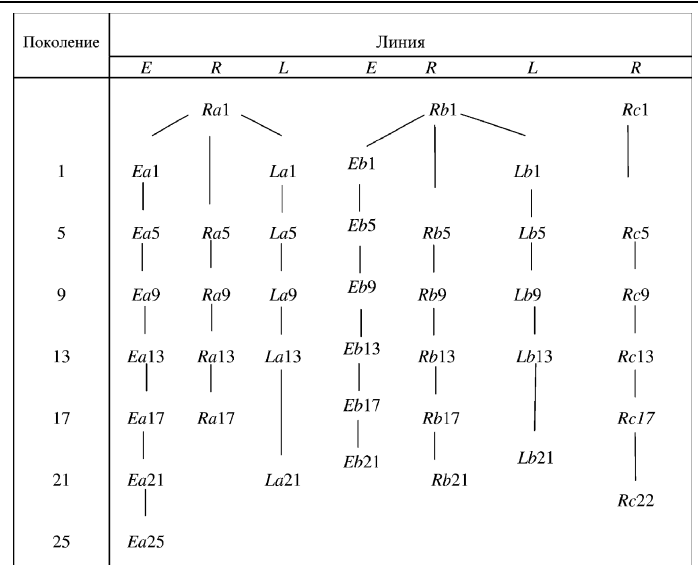 Поколение Линия
E R L E R L R
Ra1 Rb1 Rc1
1 Ea1 La1 Eb1 Lb1
5 Ea5 Ra5 La5 Eb5 Rb5 Lb5 Rc5
9 Ea9 Ra9 La9 Eb9 Rb9 Lb9 Rc9
13 Ea13 Ra13 La13 Eb13 Rb13 Lb13 Rc13
17 Ea17 Ra17 Eb17 Rb17 Rc17
21 Ea21 La21 Eb21 Rb21 Lb21
Rc22
25 Ea25